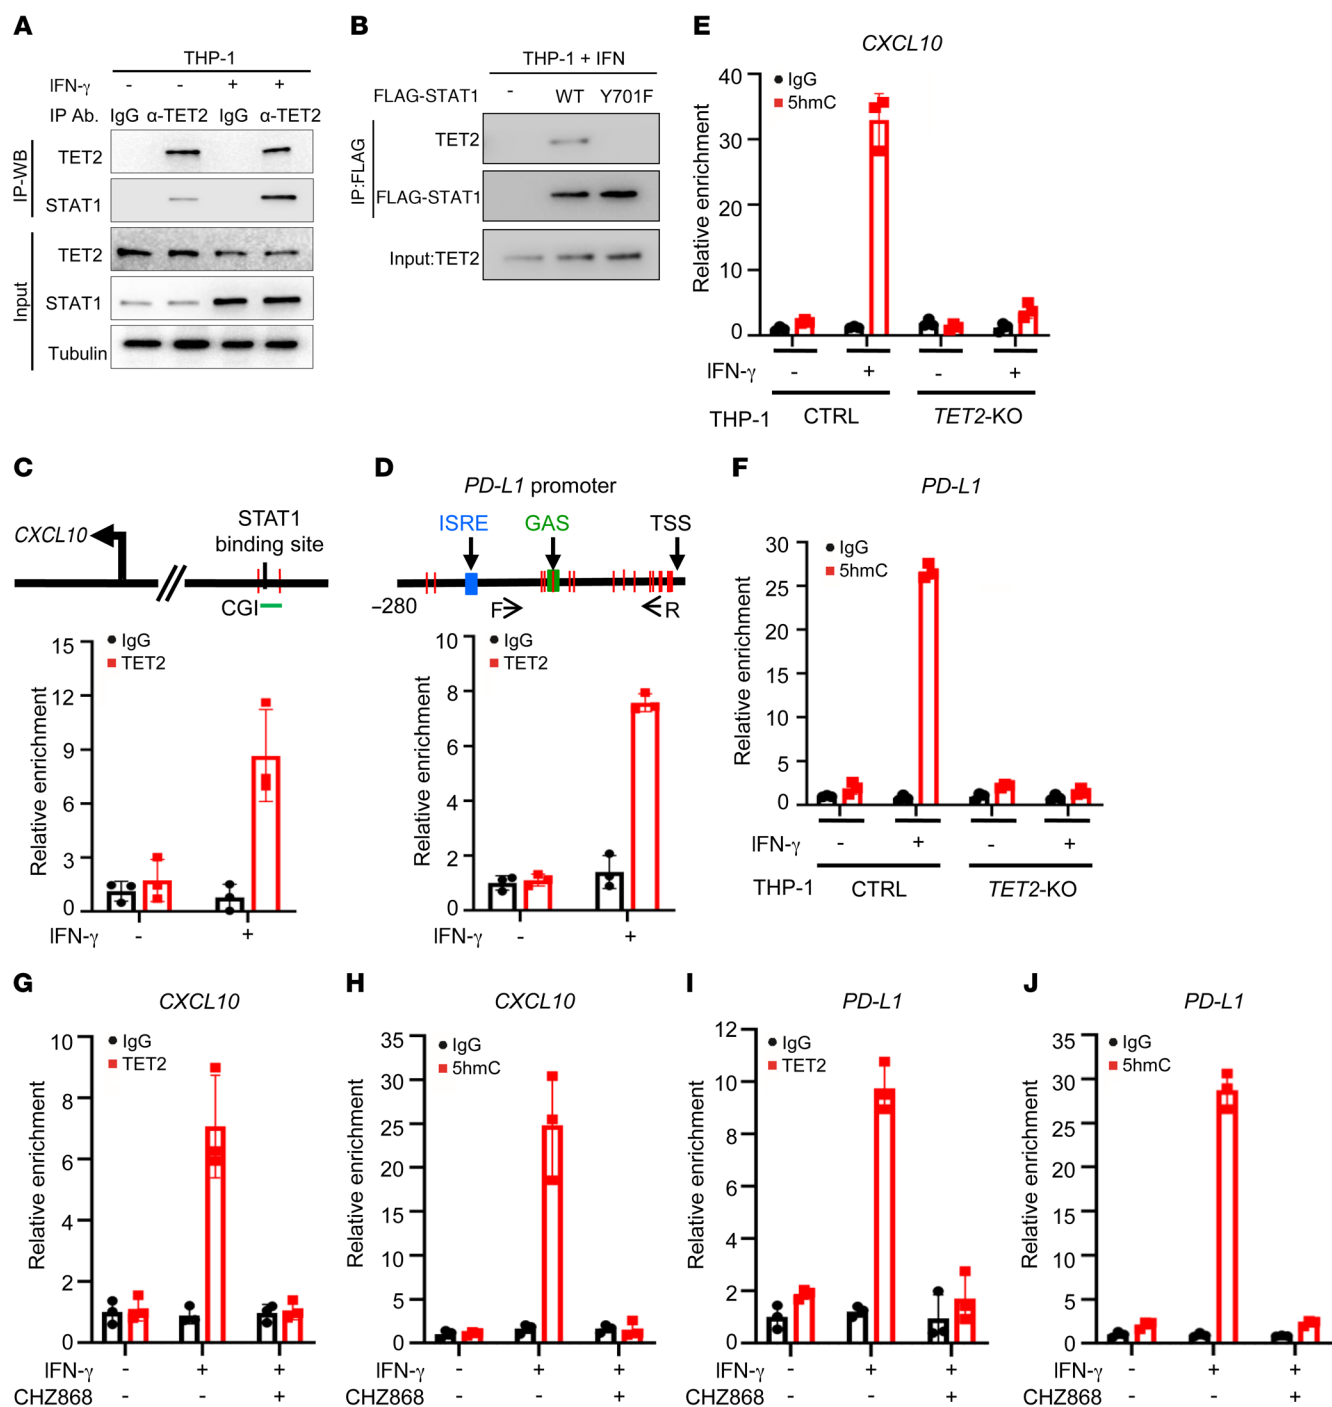 A
THP-1
IFN-γ - - + +
IP Ab. IgG α-TET2 IgG α-TET2
IP-WB
TET2
STAT1
Input
TET2
STAT1
Tubulin
B
THP-1 + IFN
FLAG-STAT1 - WT Y701F
IP:FLAG
TET2
FLAG-STAT1
Input:TET2
E
CXCL10
IgG
5hmC
Relative enrichment
40
30
20
10
0
IFN-γ - + - +
THP-1 CTRL TET2-KO
C
CXCL10
STAT1
binding site
CGI
IgG
TET2
Relative enrichment
15
12
9
6
3
0
IFN-γ - +
D
PD-L1 promoter
ISRE GAS TSS
–280
F R
IgG
TET2
Relative enrichment
10
8
6
4
2
0
IFN-γ - +
F
PD-L1
IgG
5hmC
Relative enrichment
30
25
20
15
10
5
0
IFN-γ - + - +
THP-1 CTRL TET2-KO
G
CXCL10
IgG
TET2
Relative enrichment
10
8
6
4
2
0
IFN-γ - + +
CHZ868 - - +
H
CXCL10
IgG
5hmC
Relative enrichment
35
30
25
20
15
10
5
0
IFN-γ - + +
CHZ868 - - +
I
PD-L1
IgG
TET2
Relative enrichment
12
10
8
6
4
2
0
IFN-γ - + +
CHZ868 - - +
J
PD-L1
IgG
5hmC
Relative enrichment
35
30
25
20
15
10
5
0
IFN-γ - + +
CHZ868 - - +